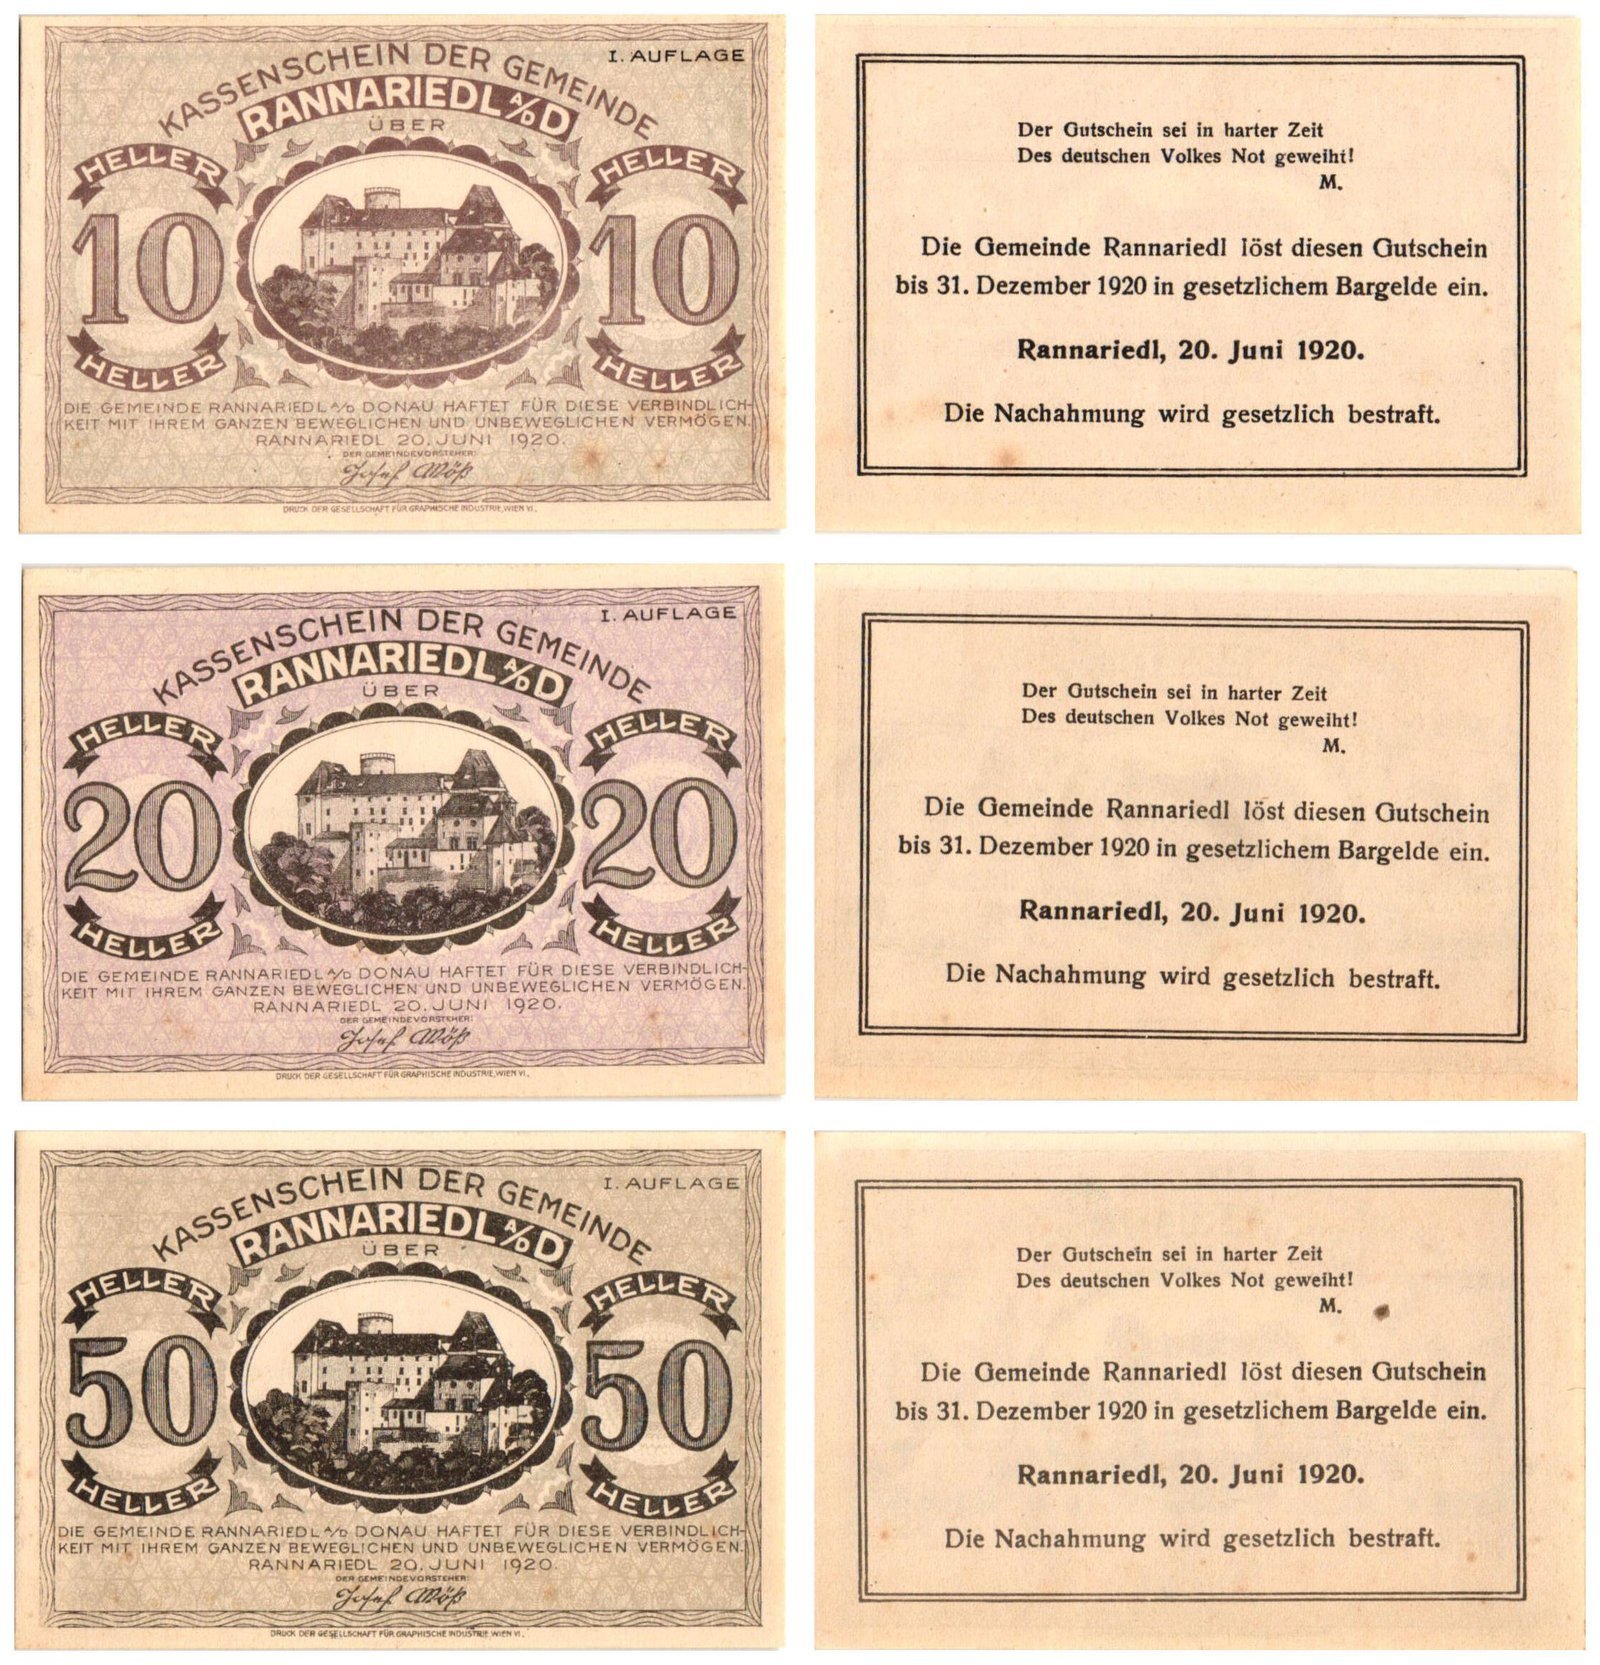 I. AUFLAGE
KASSENSCHEIN DER GEMEINDE
RANNARIEDL A/D D
ÜBER
HELLER HELLER
10 10
HELLER HELLER
DIE GEMEINDE RANNARIEDL A/D DONAU HAFTET FÜR DIESE VERBINDLICH-
KEIT MIT IHREM GANZEN BEWEGLICHEN UND UNBEWEGLICHEN VERMÖGEN.
RANNARIEDL 20. JUNI 1920.
DER GEMEINDEVORSTEHER:
Josef Möß
DRUCK DER GESELLSCHAFT FÜR GRAPHISCHE INDUSTRIE, WIEN VI.
Der Gutschein sei in harter Zeit
Des deutschen Volkes Not geweiht!
M.
Die Gemeinde Rannariedl löst diesen Gutschein
bis 31. Dezember 1920 in gesetzlichem Bargelde ein.
Rannariedl, 20. Juni 1920.
Die Nachahmung wird gesetzlich bestraft.
I. AUFLAGE
KASSENSCHEIN DER GEMEINDE
RANNARIEDL A/D D
ÜBER
HELLER HELLER
20 20
HELLER HELLER
DIE GEMEINDE RANNARIEDL A/D DONAU HAFTET FÜR DIESE VERBINDLICH-
KEIT MIT IHREM GANZEN BEWEGLICHEN UND UNBEWEGLICHEN VERMÖGEN.
RANNARIEDL 20. JUNI 1920.
DER GEMEINDEVORSTEHER:
Josef Möß
DRUCK DER GESELLSCHAFT FÜR GRAPHISCHE INDUSTRIE, WIEN VI.
Der Gutschein sei in harter Zeit
Des deutschen Volkes Not geweiht!
M.
Die Gemeinde Rannariedl löst diesen Gutschein
bis 31. Dezember 1920 in gesetzlichem Bargelde ein.
Rannariedl, 20. Juni 1920.
Die Nachahmung wird gesetzlich bestraft.
I. AUFLAGE
KASSENSCHEIN DER GEMEINDE
RANNARIEDL A/D D
ÜBER
HELLER HELLER
50 50
HELLER HELLER
DIE GEMEINDE RANNARIEDL A/D DONAU HAFTET FÜR DIESE VERBINDLICH-
KEIT MIT IHREM GANZEN BEWEGLICHEN UND UNBEWEGLICHEN VERMÖGEN.
RANNARIEDL 20. JUNI 1920.
DER GEMEINDEVORSTEHER:
Josef Möß
DRUCK DER GESELLSCHAFT FÜR GRAPHISCHE INDUSTRIE, WIEN VI.
Der Gutschein sei in harter Zeit
Des deutschen Volkes Not geweiht!
M.
Die Gemeinde Rannariedl löst diesen Gutschein
bis 31. Dezember 1920 in gesetzlichem Bargelde ein.
Rannariedl, 20. Juni 1920.
Die Nachahmung wird gesetzlich bestraft.